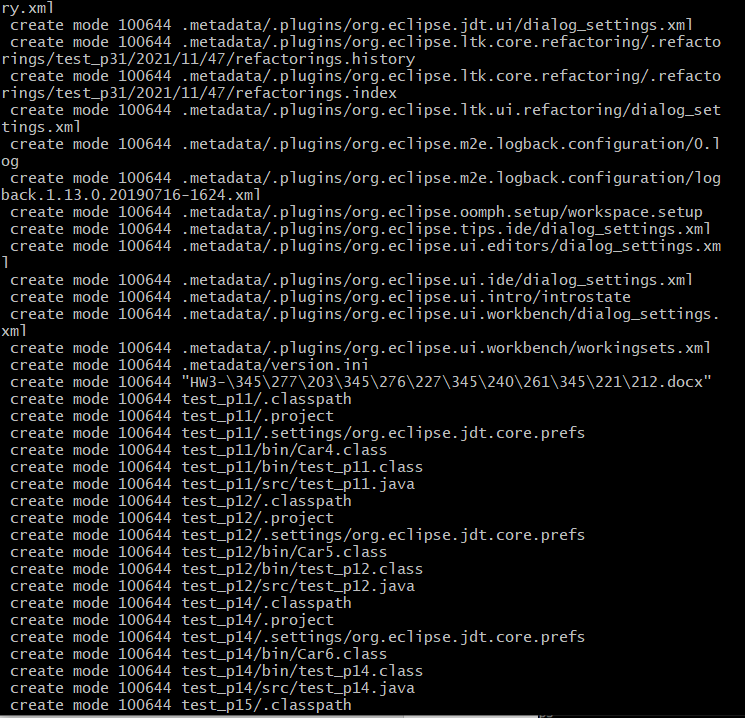 ry.xml
create mode 100644 .metadata/.plugins/org.eclipse.jdt.ui/dialog_settings.xml
create mode 100644 .metadata/.plugins/org.eclipse.ltk.core.refactoring/.refacto
rings/test_p31/2021/11/47/refactorings.history
create mode 100644 .metadata/.plugins/org.eclipse.ltk.core.refactoring/.refacto
rings/test_p31/2021/11/47/refactorings.index
create mode 100644 .metadata/.plugins/org.eclipse.ltk.ui.refactoring/dialog_set
tings.xml
create mode 100644 .metadata/.plugins/org.eclipse.m2e.logback.configuration/0.l
og
create mode 100644 .metadata/.plugins/org.eclipse.m2e.logback.configuration/log
back.1.13.0.20190716-1624.xml
create mode 100644 .metadata/.plugins/org.eclipse.oomph.setup/workspace.setup
create mode 100644 .metadata/.plugins/org.eclipse.tips.ide/dialog_settings.xml
create mode 100644 .metadata/.plugins/org.eclipse.ui.editors/dialog_settings.xm
l
create mode 100644 .metadata/.plugins/org.eclipse.ui.ide/dialog_settings.xml
create mode 100644 .metadata/.plugins/org.eclipse.ui.intro/introstate
create mode 100644 .metadata/.plugins/org.eclipse.ui.workbench/dialog_settings.
xml
create mode 100644 .metadata/.plugins/org.eclipse.ui.workbench/workingsets.xml
create mode 100644 .metadata/version.ini
create mode 100644 "HW3-\345\277\203\345\276\227\345\240\261\345\221\212.docx"
create mode 100644 test_p11/.classpath
create mode 100644 test_p11/.project
create mode 100644 test_p11/.settings/org.eclipse.jdt.core.prefs
create mode 100644 test_p11/bin/Car4.class
create mode 100644 test_p11/bin/test_p11.class
create mode 100644 test_p11/src/test_p11.java
create mode 100644 test_p12/.classpath
create mode 100644 test_p12/.project
create mode 100644 test_p12/.settings/org.eclipse.jdt.core.prefs
create mode 100644 test_p12/bin/Car5.class
create mode 100644 test_p12/bin/test_p12.class
create mode 100644 test_p12/src/test_p12.java
create mode 100644 test_p14/.classpath
create mode 100644 test_p14/.project
create mode 100644 test_p14/.settings/org.eclipse.jdt.core.prefs
create mode 100644 test_p14/bin/Car6.class
create mode 100644 test_p14/bin/test_p14.class
create mode 100644 test_p14/src/test_p14.java
create mode 100644 test_p15/.classpath